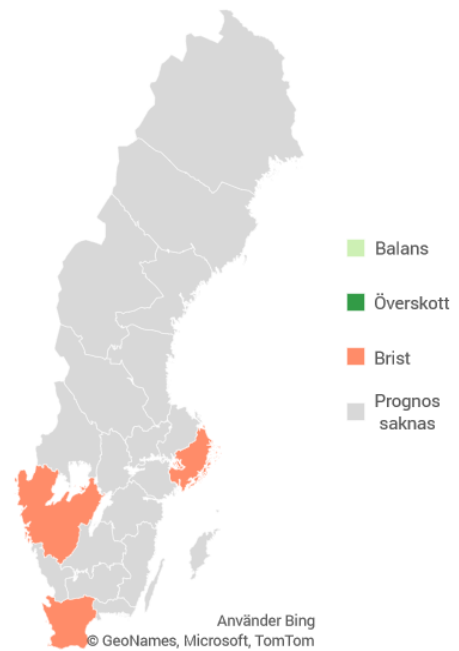 Balans
Överskott
Brist
Prognos
saknas
Använder Bing
© GeoNames, Microsoft, TomTom